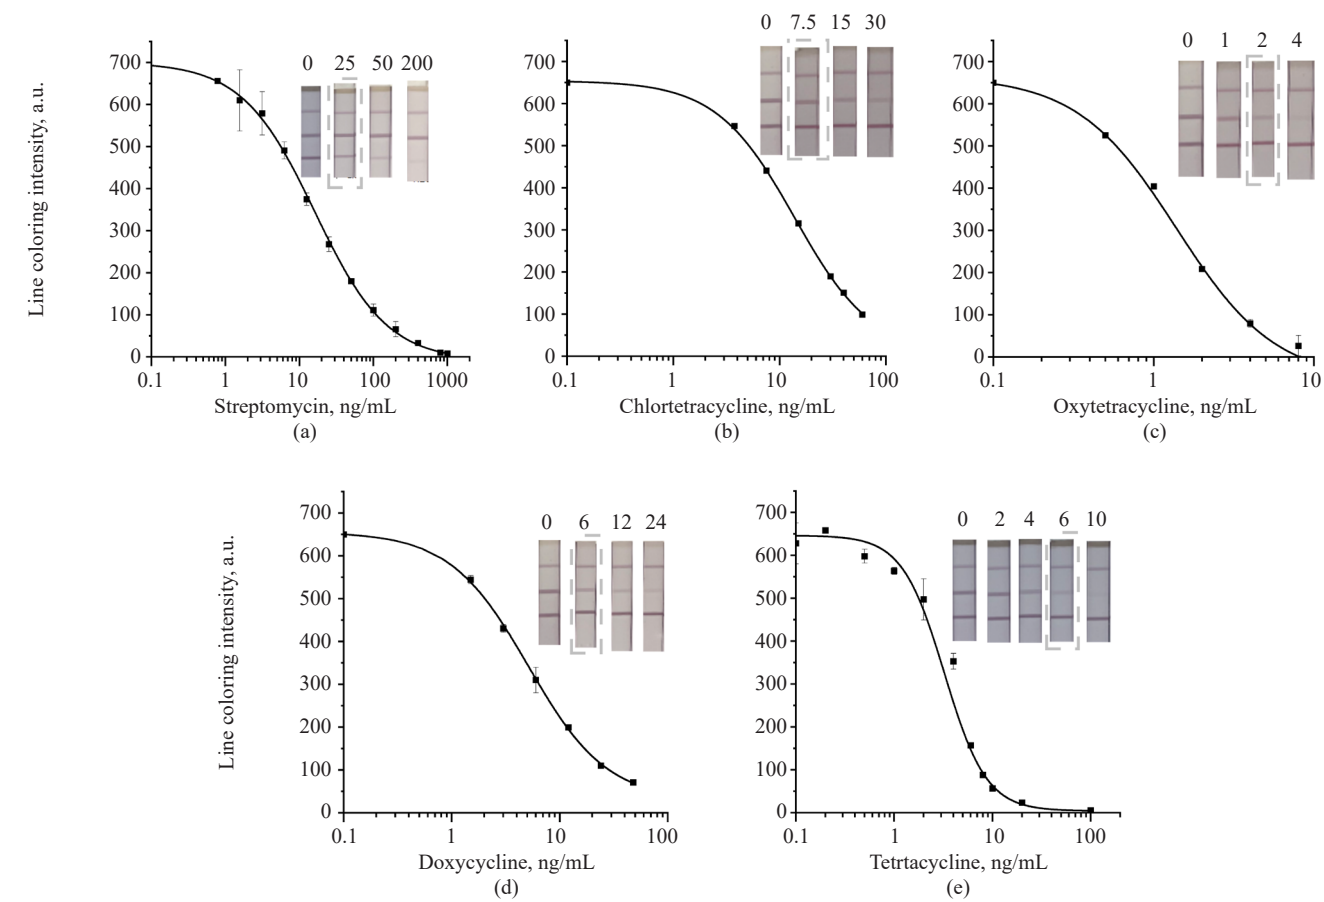 0 25 50 200
700
600
500
400
300
200
100
0
0.1 1 10 100 1000
Line coloring intensity, a.u.
Streptomycin, ng/mL
(a)
0 7.5 15 30
700
600
500
400
300
200
100
0
0.1 1 10 100
Chlortetracycline, ng/mL
(b)
0 1 2 4
700
600
500
400
300
200
100
0
0.1 1 10
Oxytetracycline, ng/mL
(c)
0 6 12 24
700
600
500
400
300
200
100
0
0.1 1 10 100
Line coloring intensity, a.u.
Doxycycline, ng/mL
(d)
0 2 4 6 10
700
600
500
400
300
200
100
0
0.1 1 10 100
Tetrtacycline, ng/mL
(e)